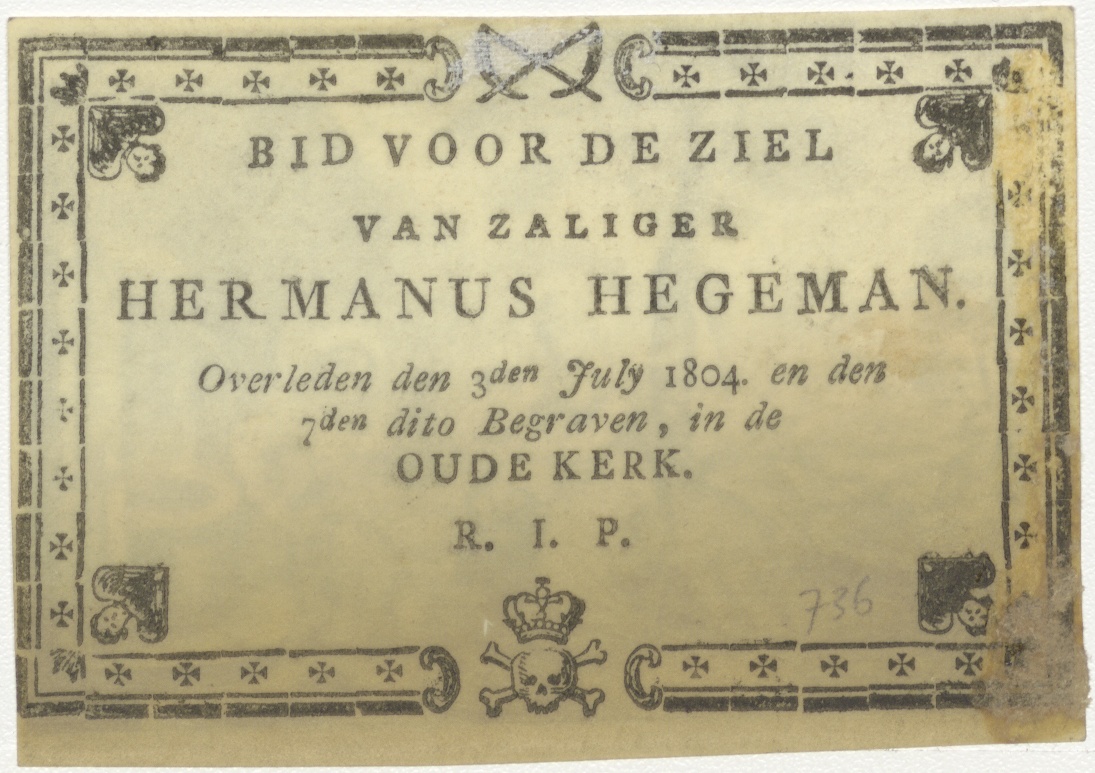 BID VOOR DE ZIEL
VAN ZALIGER
HERMANUS HEGEMAN.
Overleden den 3den July 1804. en den
7den dito Begraven, in de
OUDE KERK.
R. I. P.
736